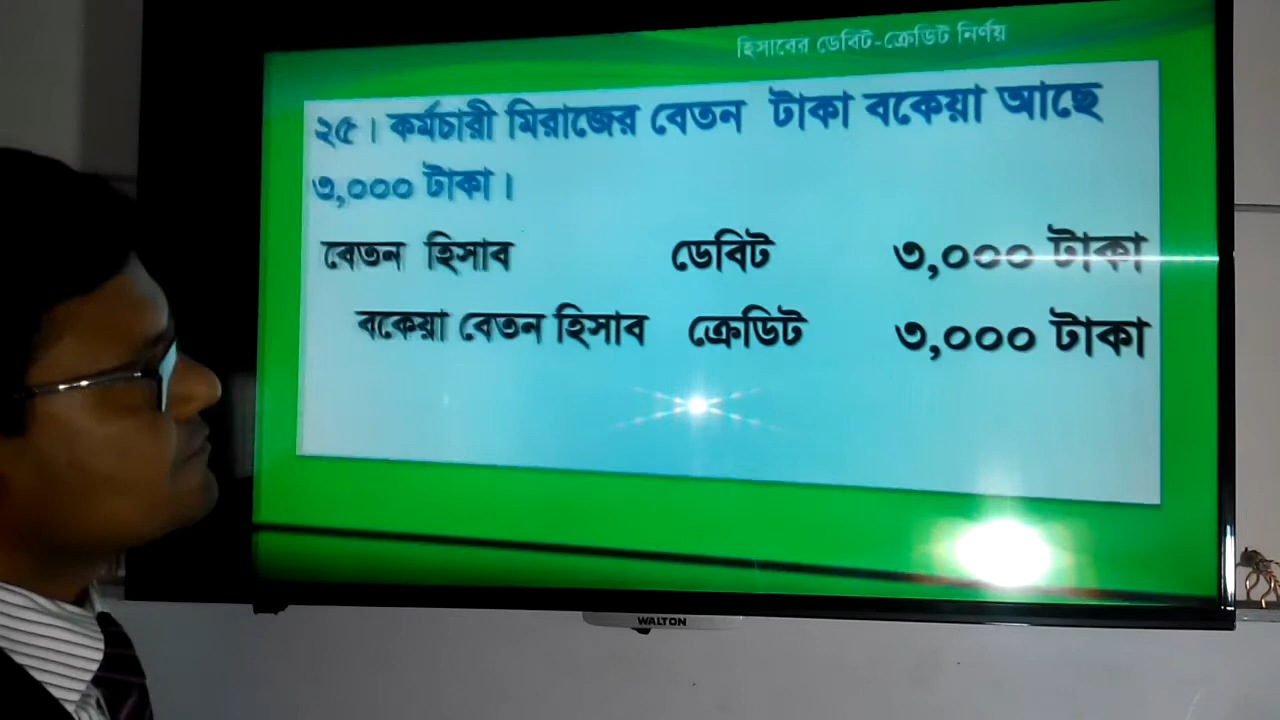 হিসাবের ডেবিট-ক্রেডিট নির্ণয়
২৫। কর্মচারী মিরাজের বেতন টাকা বকেয়া আছে
৩,০০০ টাকা।
বেতন হিসাব ডেবিট ৩,০০০ টাকা
বকেয়া বেতন হিসাব ক্রেডিট ৩,০০০ টাকা
WALTON